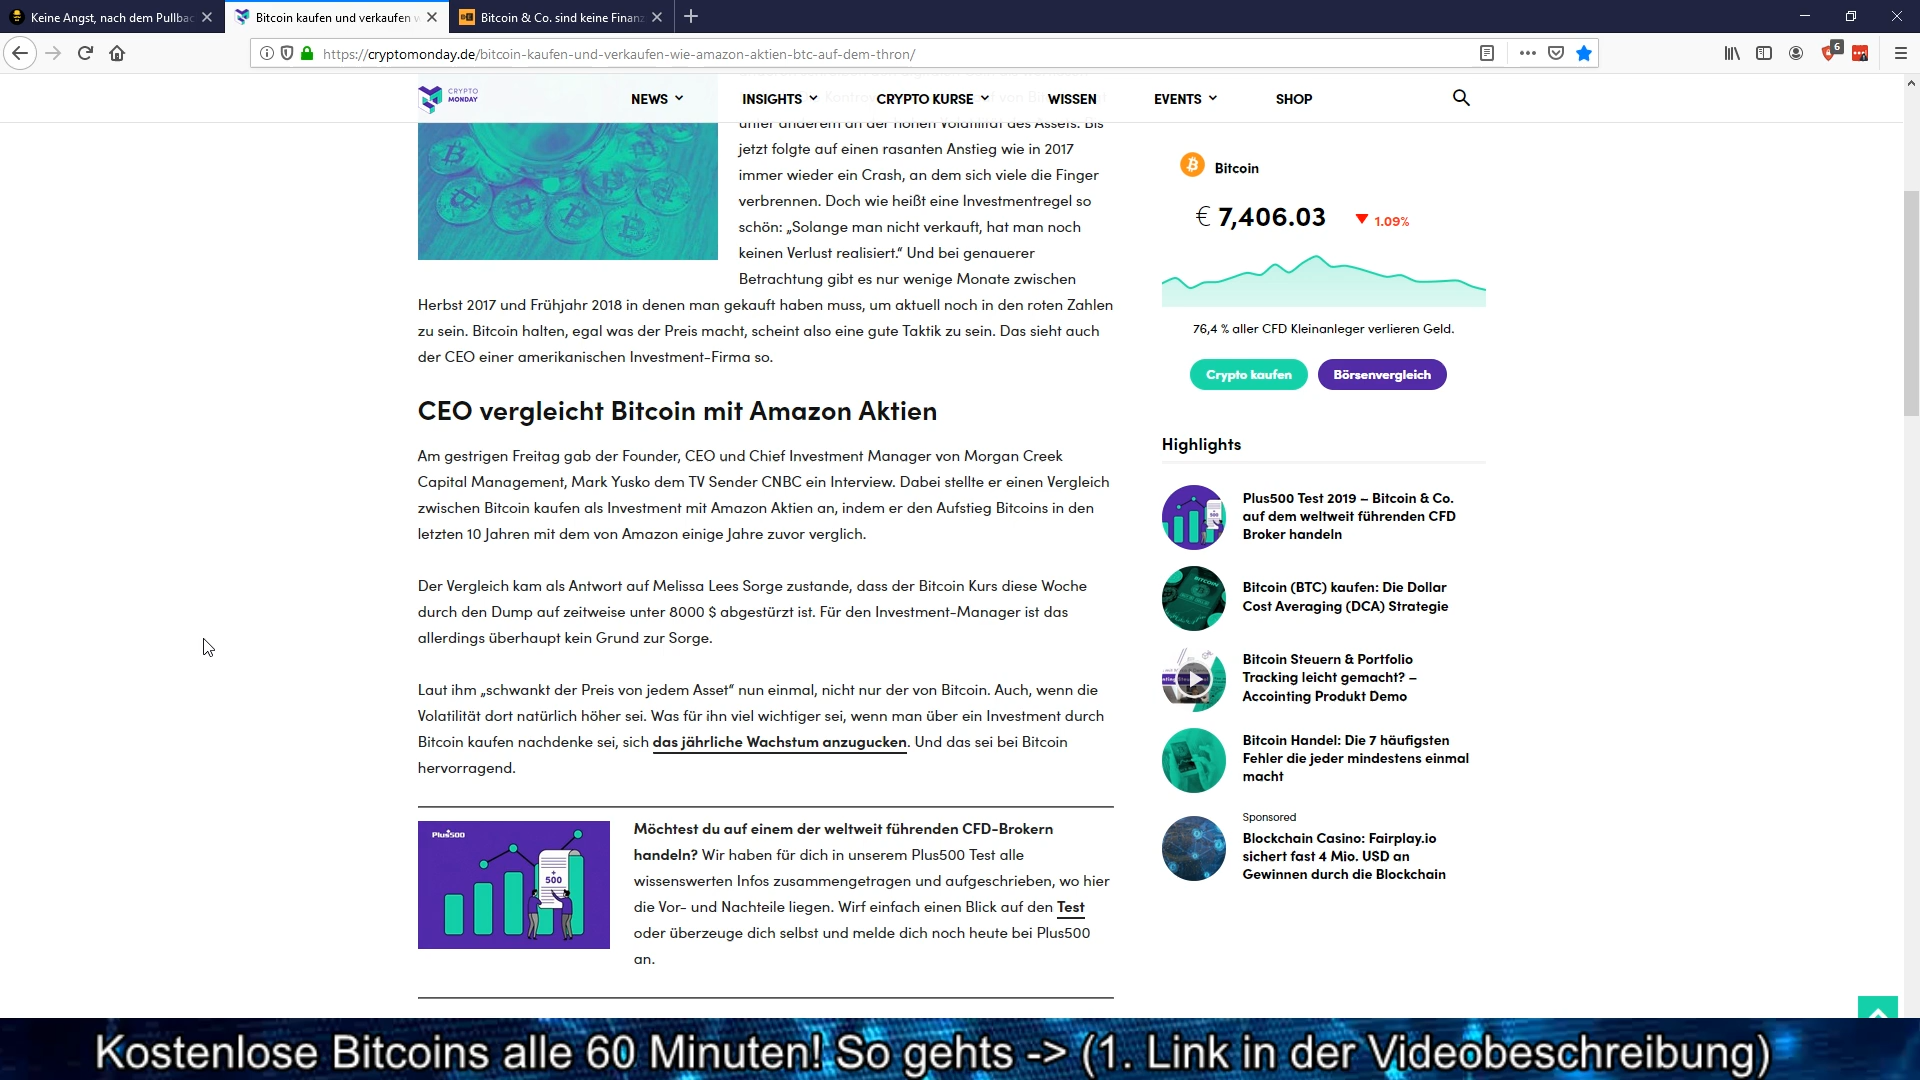 Keine Angst, nach dem Pullbac
Bitcoin kaufen und verkaufen w
Bitcoin & Co. sind keine Finanz
https://cryptomonday.de/bitcoin-kaufen-und-verkaufen-wie-amazon-aktien-btc-auf-dem-thron/
6
CRYPTO
MONDAY
NEWS
INSIGHTS
CRYPTO KURSE
WISSEN
EVENTS
SHOP
unter anderem an der hohen Volatilität des Assets. Bis
jetzt folgte auf einen rasanten Anstieg wie in 2017
immer wieder ein Crash, an dem sich viele die Finger
verbrennen. Doch wie heißt eine Investmentregel so
schön: „Solange man nicht verkauft, hat man noch
keinen Verlust realisiert.“ Und bei genauerer
Betrachtung gibt es nur wenige Monate zwischen
Herbst 2017 und Frühjahr 2018 in denen man gekauft haben muss, um aktuell noch in den roten Zahlen
zu sein. Bitcoin halten, egal was der Preis macht, scheint also eine gute Taktik zu sein. Das sieht auch
der CEO einer amerikanischen Investment-Firma so.
CEO vergleicht Bitcoin mit Amazon Aktien
Am gestrigen Freitag gab der Founder, CEO und Chief Investment Manager von Morgan Creek
Capital Management, Mark Yusko dem TV Sender CNBC ein Interview. Dabei stellte er einen Vergleich
zwischen Bitcoin kaufen als Investment mit Amazon Aktien an, indem er den Aufstieg Bitcoins in den
letzten 10 Jahren mit dem von Amazon einige Jahre zuvor verglich.
Der Vergleich kam als Antwort auf Melissa Lees Sorge zustande, dass der Bitcoin Kurs diese Woche
durch den Dump auf zeitweise unter 8000 $ abgestürzt ist. Für den Investment-Manager ist das
allerdings überhaupt kein Grund zur Sorge.
Laut ihm „schwankt der Preis von jedem Asset“ nun einmal, nicht nur der von Bitcoin. Auch, wenn die
Volatilität dort natürlich höher sei. Was für ihn viel wichtiger sei, wenn man über ein Investment durch
Bitcoin kaufen nachdenke sei, sich das jährliche Wachstum anzugucken. Und das sei bei Bitcoin
hervorragend.
Plus500
+
500
Möchtest du auf einem der weltweit führenden CFD-Brokern
handeln? Wir haben für dich in unserem Plus500 Test alle
wissenswerten Infos zusammengetragen und aufgeschrieben, wo hier
die Vor- und Nachteile liegen. Wirf einfach einen Blick auf den Test
oder überzeuge dich selbst und melde dich noch heute bei Plus500
an.
Bitcoin
€ 7,406.03
1.09%
76,4 % aller CFD Kleinanleger verlieren Geld.
Crypto kaufen
Börsenvergleich
Highlights
Plus500 Test 2019 – Bitcoin & Co.
auf dem weltweit führenden CFD
Broker handeln
Bitcoin (BTC) kaufen: Die Dollar
Cost Averaging (DCA) Strategie
Bitcoin Steuern & Portfolio
Tracking leicht gemacht? –
Accointing Produkt Demo
Bitcoin Handel: Die 7 häufigsten
Fehler die jeder mindestens einmal
macht
Sponsored
Blockchain Casino: Fairplay.io
sichert fast 4 Mio. USD an
Gewinnen durch die Blockchain
Kostenlose Bitcoins alle 60 Minuten! So gehts -> (1. Link in der Videobeschreibung)